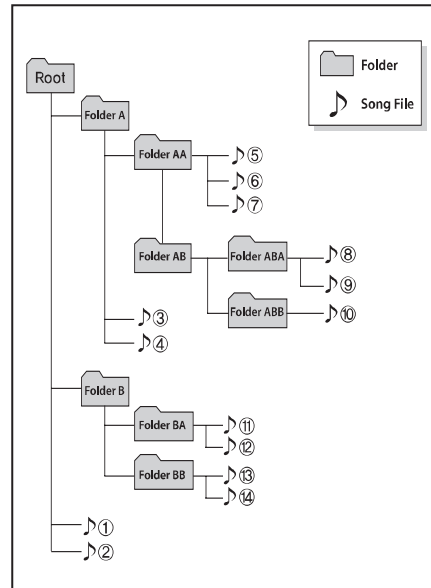 Root
Folder
Song File
Folder A
Folder AA
⑤
⑥
⑦
Folder AB
Folder ABA
⑧
⑨
Folder ABB
⑩
③
④
Folder B
Folder BA
⑪
⑫
Folder BB
⑬
⑭
①
②